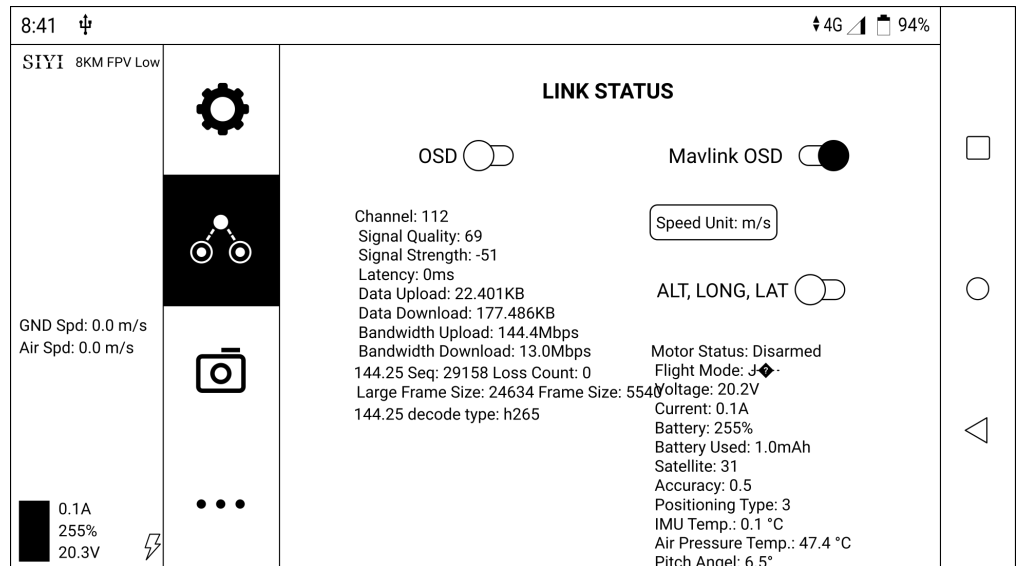 8:41
4G 94%
SIYI 8KM FPV Low
LINK STATUS
OSD
Mavlink OSD
Channel: 112
Signal Quality: 69
Signal Strength: -51
Latency: 0ms
Data Upload: 22.401KB
Data Download: 177.486KB
Bandwidth Upload: 144.4Mbps
Bandwidth Download: 13.0Mbps
144.25 Seq: 29158 Loss Count: 0
Large Frame Size: 24634 Frame Size: 5540
144.25 decode type: h265
Speed Unit: m/s
ALT, LONG, LAT
Motor Status: Disarmed
Flight Mode:
Voltage: 20.2V
Current: 0.1A
Battery: 255%
Battery Used: 1.0mAh
Satellite: 31
Accuracy: 0.5
Positioning Type: 3
IMU Temp.: 0.1 °C
Air Pressure Temp.: 47.4 °C
Pitch Angel: 6.5°
GND Spd: 0.0 m/s
Air Spd: 0.0 m/s
0.1A
255%
20.3V